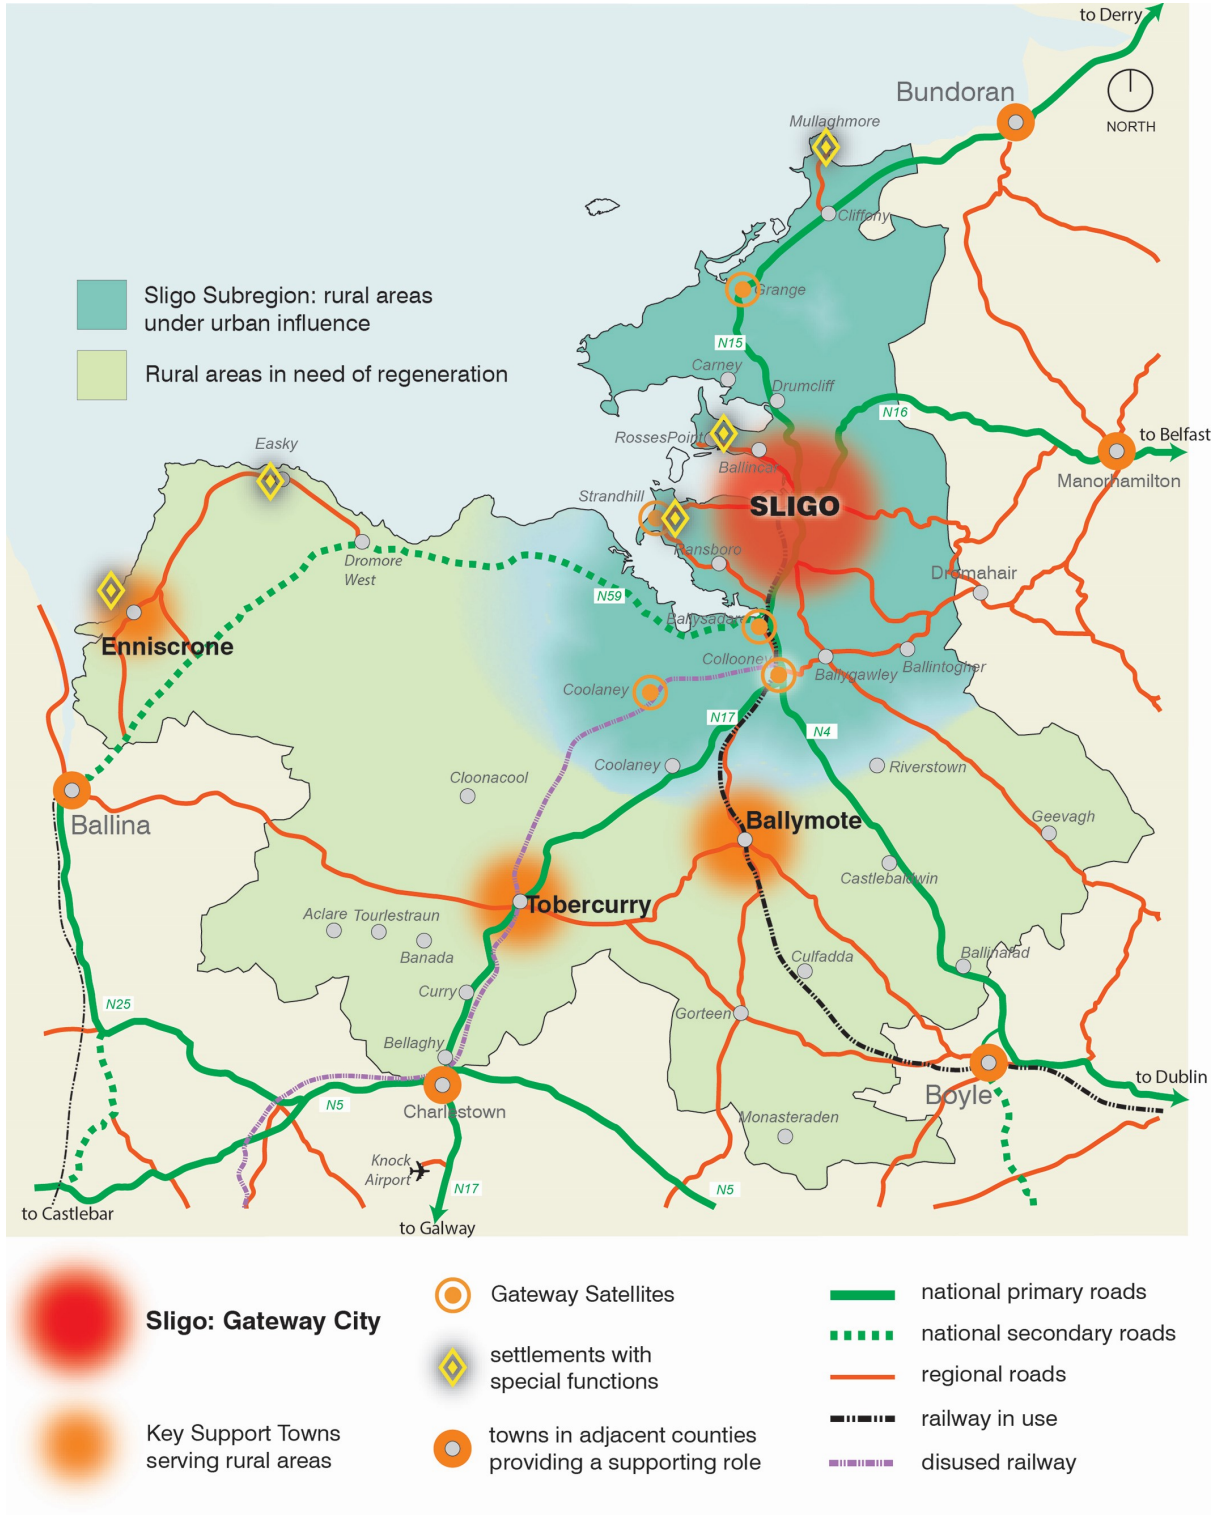 to Derry
Bundoran
NORTH
Mullaghmore
Cliffony
Grange
Sligo Subregion: rural areas
under urban influence
Rural areas in need of regeneration
N15
Carney
Drumcliff
N16
to Belfast
Manorhamilton
RossesPoint
Ballincar
Easky
Strandhill
SLIGO
Ransboro
Dromore
West
Dromahair
N59
Ballysadare
Enniscrone
Collooney
Ballygawley
Ballintogher
Coolaney
N17
N4
Coolaney
Riverstown
Cloonacool
Ballina
Ballymote
Geevagh
Castlebaldwin
Tobercurry
Aclare
Tourlestraun
Banada
Culfadda
Ballinafad
Curry
N25
Gorteen
Bellaghy
Charlestown
N5
Boyle
to Dublin
Monasteraden
Knock
Airport
N17
N5
to Castlebar
to Galway
Sligo: Gateway City
Key Support Towns
serving rural areas
Gateway Satellites
settlements with
special functions
towns in adjacent counties
providing a supporting role
national primary roads
national secondary roads
regional roads
railway in use
disused railway